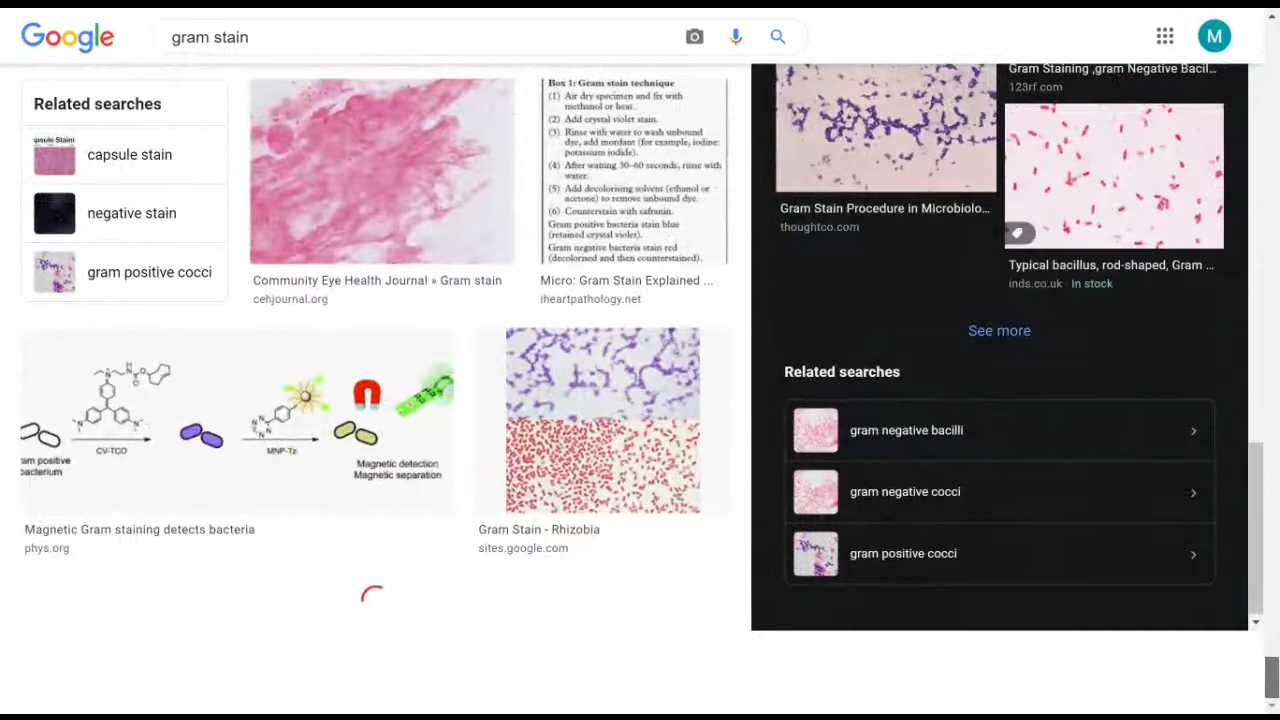 Google
gram stain
M
Related searches
capsule stain
negative stain
gram positive cocci
Community Eye Health Journal » Gram stain
cehjournal.org
Box 1: Gram stain technique
(1) Air dry specimen and fix with
methanol or heat.
(2) Add crystal violet stain.
(3) Rinse with water to wash unbound
dye, add mordant (for example, iodine:
potassium iodide).
(4) After waiting 30–60 seconds, rinse with
water.
(5) Add decolorising solvent (ethanol or
acetone) to remove unbound dye.
(6) Counterstain with safranin.
Gram positive bacteria stain blue
(retained crystal violet).
Gram negative bacteria stain red
(decolorised and then counterstained).
Micro: Gram Stain Explained ...
iheartpathology.net
am positive
bacterium
CV-TCO
MNP-Tz
Magnetic detection
Magnetic separation
Magnetic Gram staining detects bacteria
phys.org
Gram Stain - Rhizobia
sites.google.com
Gram Staining ,gram Negative Bacil...
123rf.com
Gram Stain Procedure in Microbiolo...
thoughtco.com
Typical bacillus, rod-shaped, Gram ...
inds.co.uk · In stock
See more
Related searches
gram negative bacilli
gram negative cocci
gram positive cocci